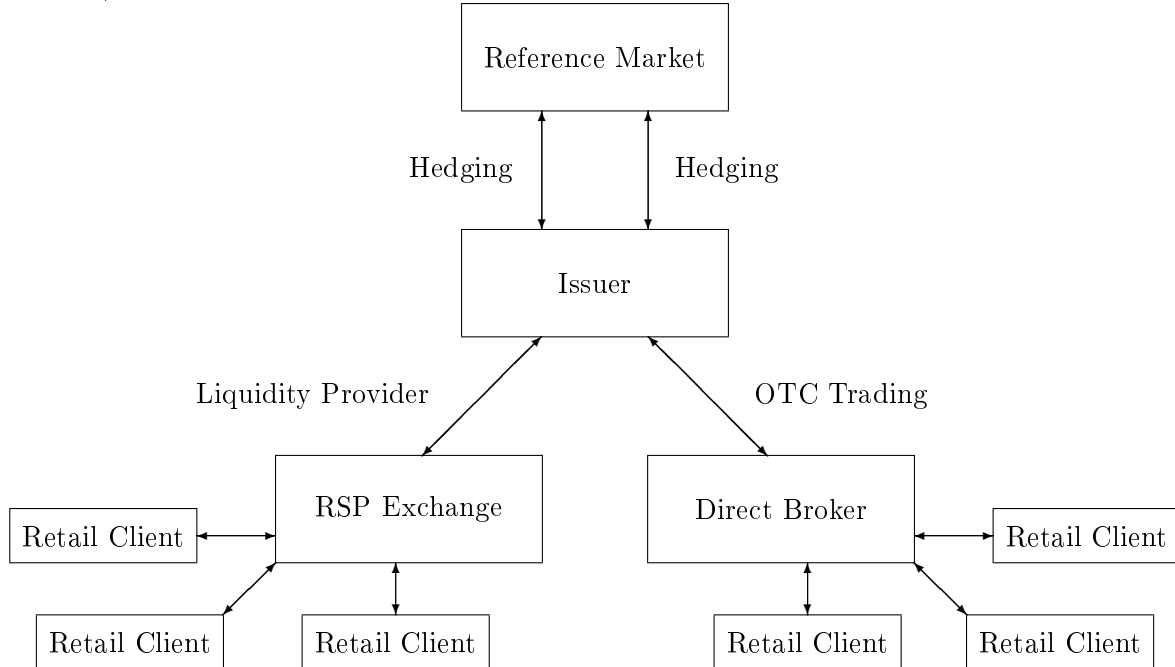 Reference Market
Hedging
Hedging
Issuer
Liquidity Provider
OTC Trading
RSP Exchange
Direct Broker
Retail Client
Retail Client
Retail Client
Retail Client
Retail Client
Retail Client